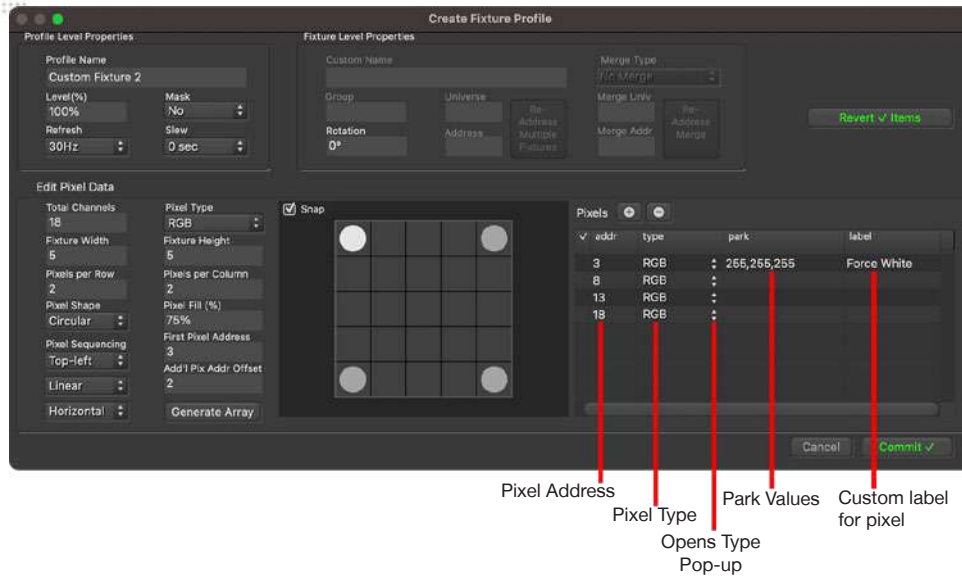 Create Fixture Profile
Profile Level Properties
Profile Name
Custom Fixture 2
Level(%) Mask
100% No
Refresh Slew
30Hz 0 sec
Fixture Level Properties
Custom Name
Group Universe
Rotation Address
0°
Re-
Address
Multiple
Fixtures
Merge Type
No Merge
Merge Univ
Merge Addr
Re-
Address
Merge
Revert ✓ Items
Edit Pixel Data
Total Channels Pixel Type
18 RGB
Fixture Width Fixture Height
5 5
Pixels per Row Pixels per Column
2 2
Pixel Shape Pixel Fill (%)
Circular 75%
Pixel Sequencing First Pixel Address
Top-left 3
Add'l Pix Addr Offset
Linear 2
Horizontal Generate Array
Snap
Pixels
✓ addr type park label
3 RGB 255,255,255 Force White
8 RGB
13 RGB
18 RGB
Cancel Commit ✓
Pixel Address
Pixel Type
Opens Type
Pop-up
Park Values
Custom label
for pixel